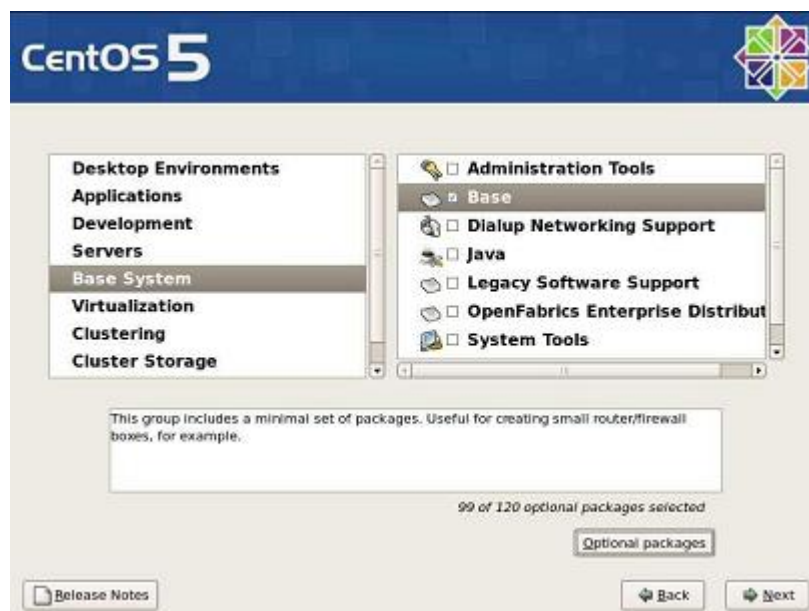 CentOS 5
Desktop Environments
Applications
Development
Servers
Base System
Virtualization
Clustering
Cluster Storage
Administration Tools
Base
Dialup Networking Support
Java
Legacy Software Support
OpenFabrics Enterprise Distribut
System Tools
This group includes a minimal set of packages. Useful for creating small router/firewall
boxes, for example.
99 of 120 optional packages selected
Optional packages
Release Notes
Back
Next